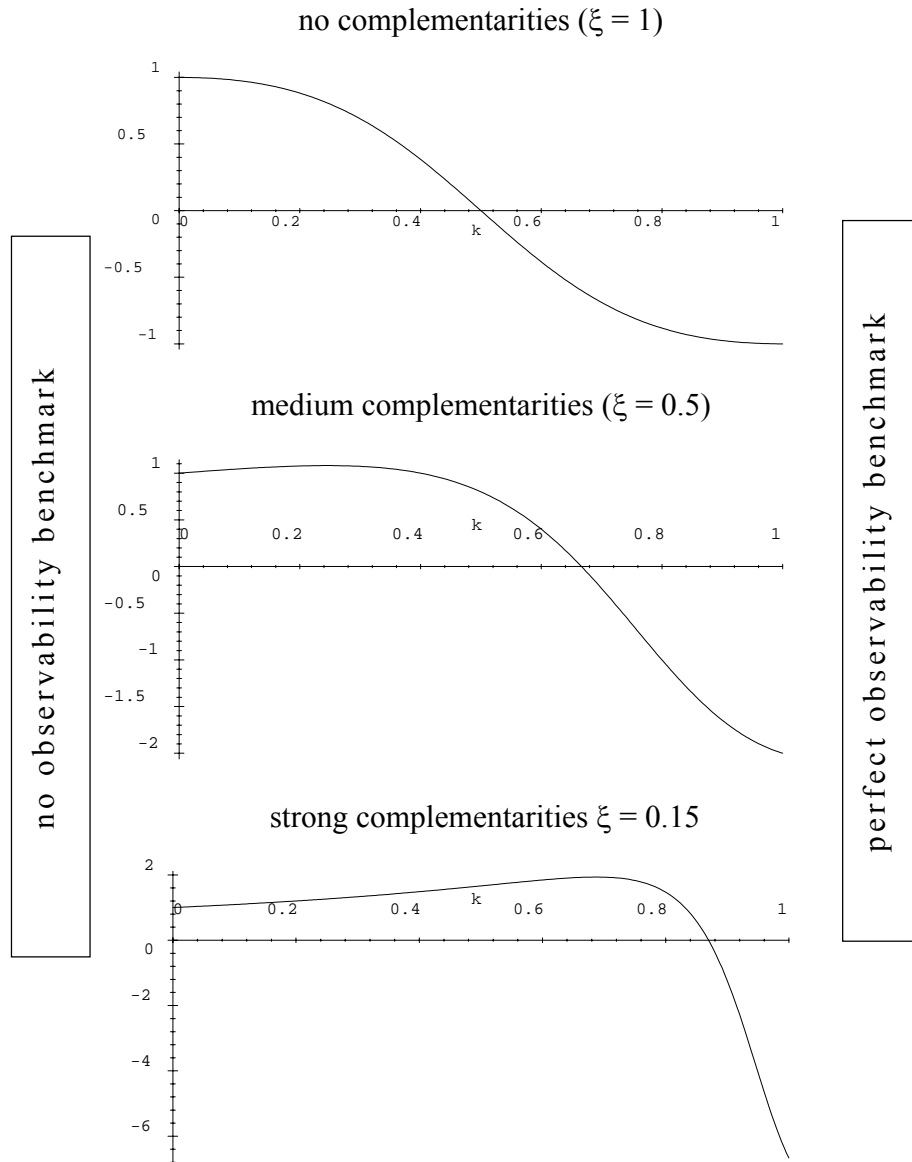 no complementarities (ξ = 1)
1
0.5
0
-0.5
-1
0 0.2 0.4 0.6 0.8 1
k
medium complementarities (ξ = 0.5)
1
0.5
0
-0.5
-1
-1.5
-2
0 0.2 0.4 0.6 0.8 1
k
strong complementarities ξ = 0.15
2
0
-2
-4
-6
0 0.2 0.4 0.6 0.8 1
k
no observability benchmark
perfect observability benchmark